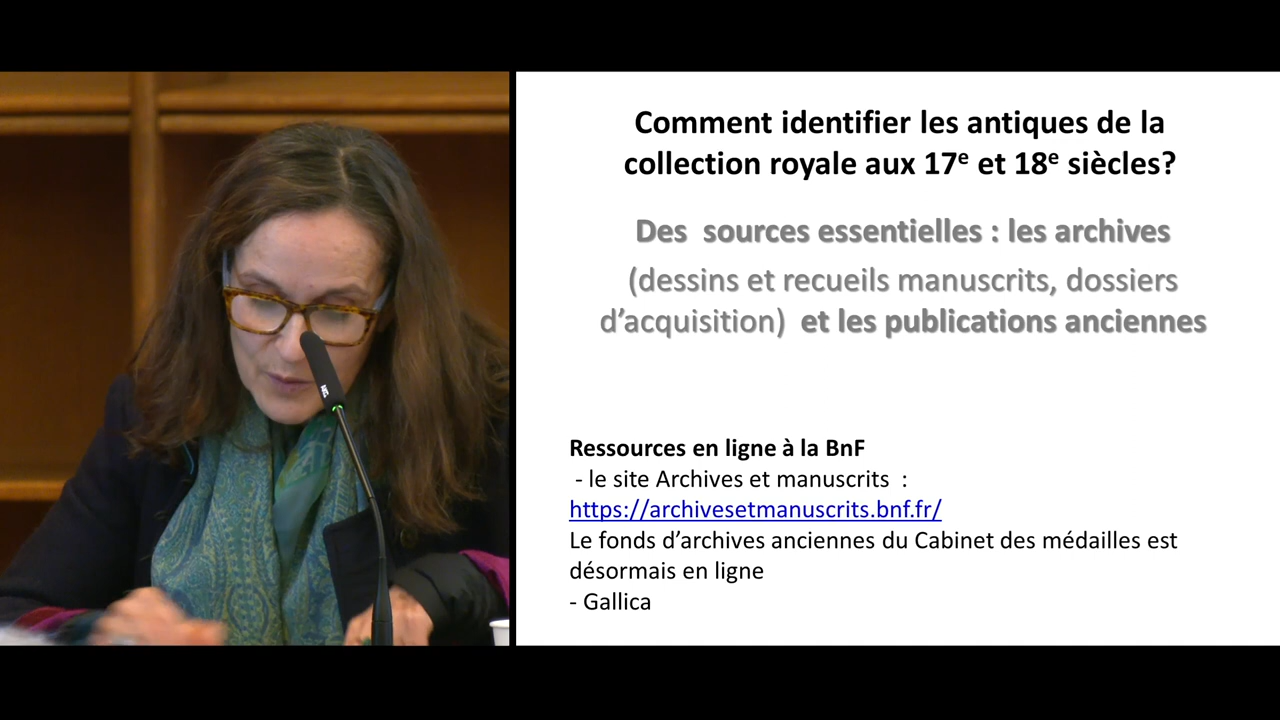 Comment identifier les antiques de la
collection royale aux 17e et 18e siècles?
Des sources essentielles : les archives
(dessins et recueils manuscrits, dossiers
d’acquisition) et les publications anciennes
Ressources en ligne à la BnF
- le site Archives et manuscrits :
https://archivesetmanuscrits.bnf.fr/
Le fonds d’archives anciennes du Cabinet des médailles est
désormais en ligne
- Gallica